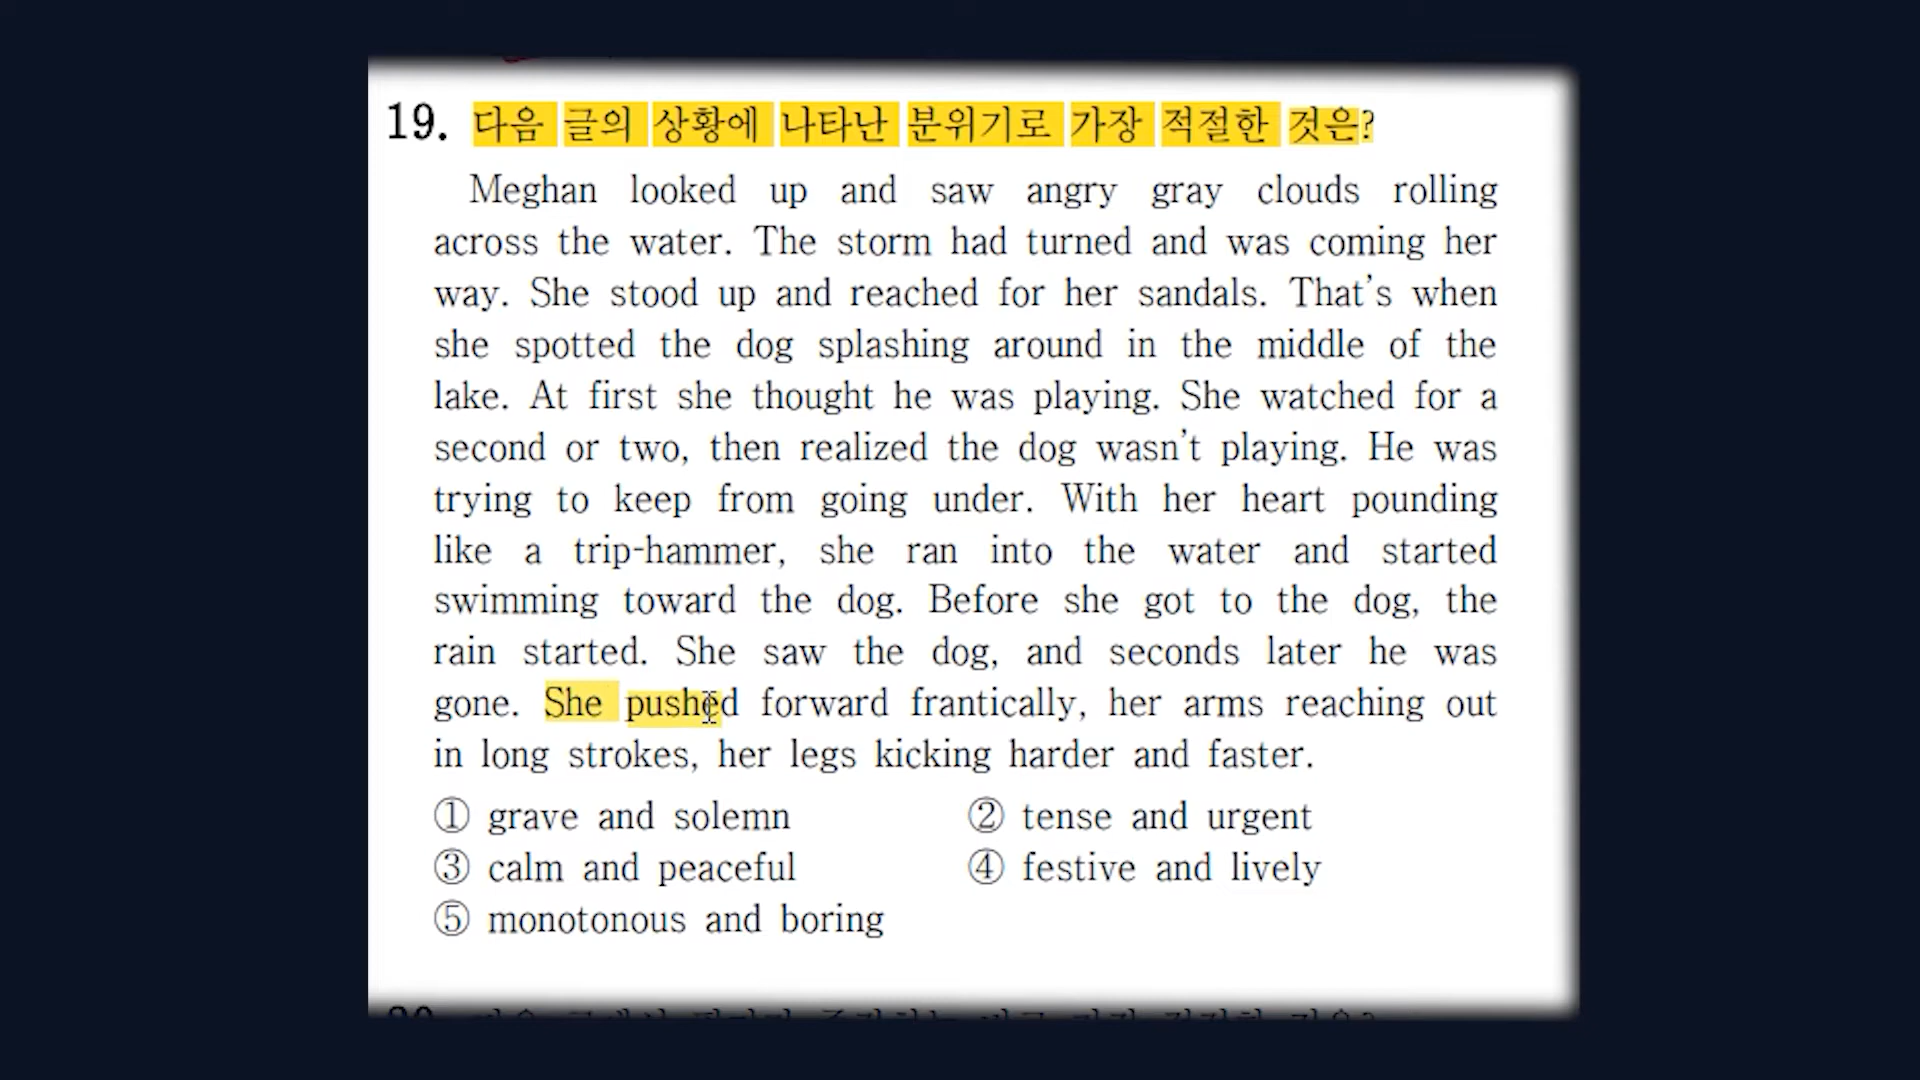 19. 다음 글의 상황에 나타난 분위기로 가장 적절한 것은?
Meghan looked up and saw angry gray clouds rolling
across the water. The storm had turned and was coming her
way. She stood up and reached for her sandals. That's when
she spotted the dog splashing around in the middle of the
lake. At first she thought he was playing. She watched for a
second or two, then realized the dog wasn't playing. He was
trying to keep from going under. With her heart pounding
like a trip-hammer, she ran into the water and started
swimming toward the dog. Before she got to the dog, the
rain started. She saw the dog, and seconds later he was
gone. She pushed forward frantically, her arms reaching out
in long strokes, her legs kicking harder and faster.
① grave and solemn ② tense and urgent
③ calm and peaceful ④ festive and lively
⑤ monotonous and boring